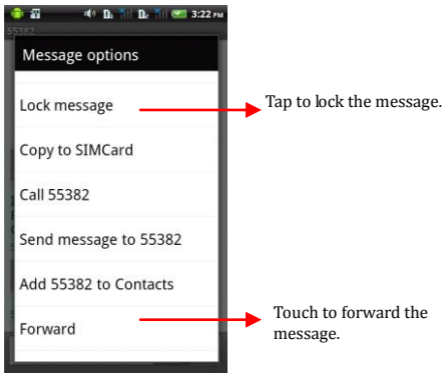 3:22 PM
55382
Message options
Lock message
Tap to lock the message.
Copy to SIMCard
Call 55382
Send message to 55382
Add 55382 to Contacts
Forward
Touch to forward the
message.